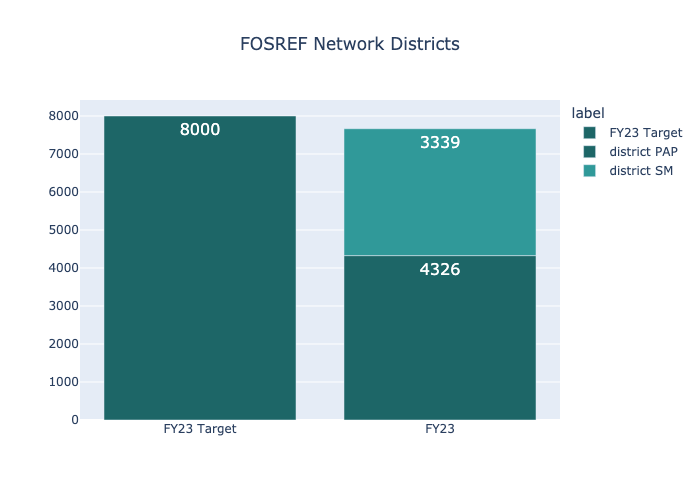 FOSREF Network Districts
8000
7000
6000
5000
4000
3000
2000
1000
0
8000
3339
4326
FY23 Target
FY23
label
FY23 Target
district PAP
district SM